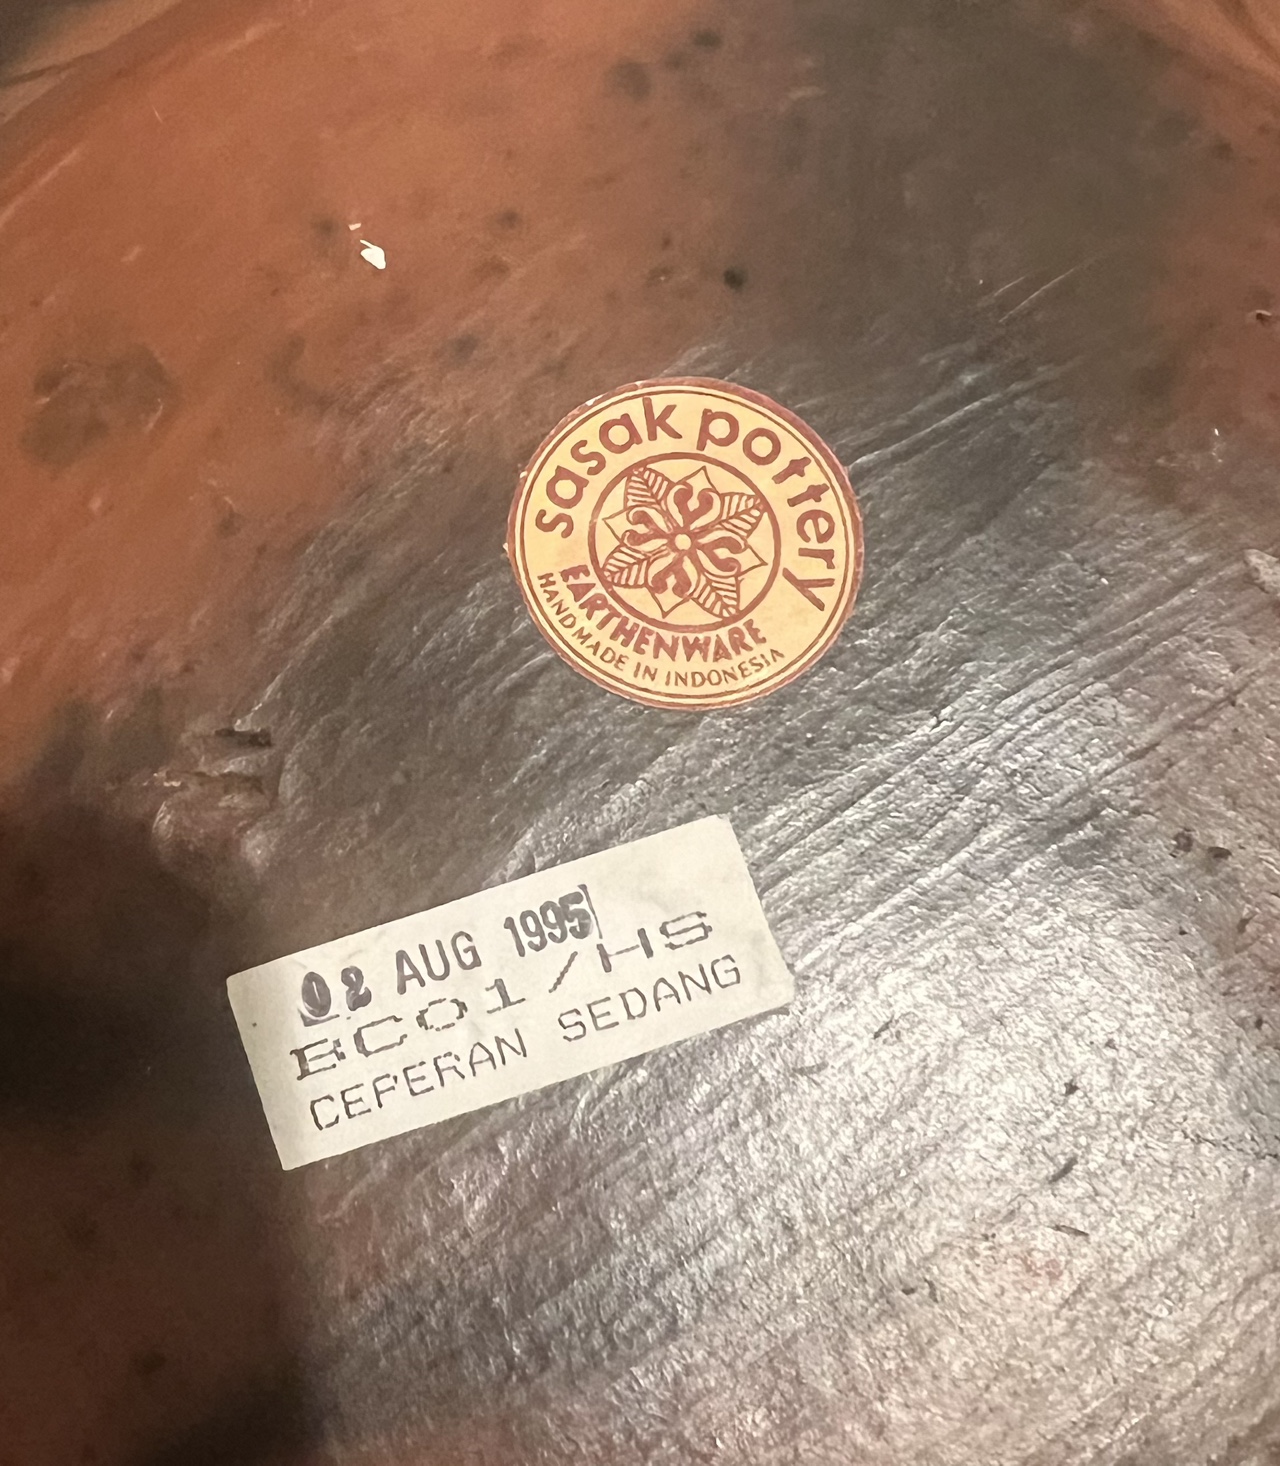 sasak pottery
EARTHENWARE
HANDMADE IN INDONESIA
02 AUG 1995
BC01/HS
CEPERAN SEDANG